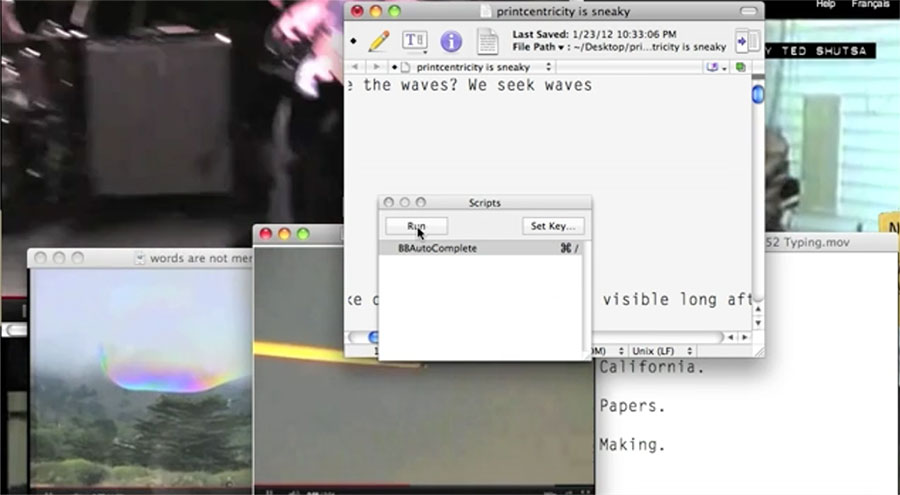 Help Français
printcentricity is sneaky
Last Saved: 1/23/12 10:33:06 PM
File Path ▾ : ~/Desktop/pri...tricity is sneaky
Y TED SHUTSA
printcentricity is sneaky
e the waves? We seek waves
Scripts
Run Set Key...
BBAutoComplete ⌘ /
52 Typing.mov
words are not mer
ke visible long aft
OM) Unix (LF)
California.
Papers.
Making.